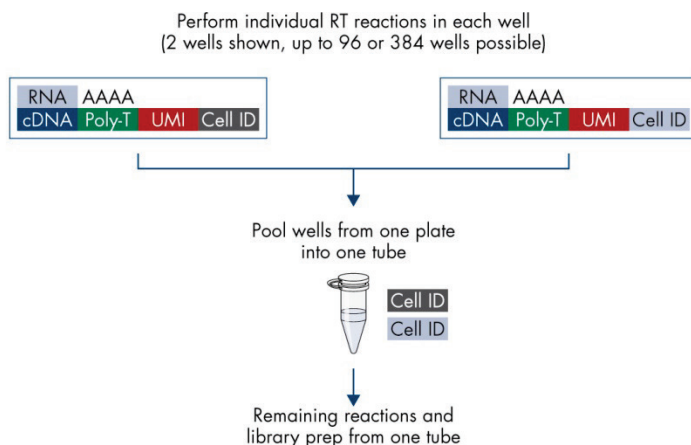 Perform individual RT reactions in each well
(2 wells shown, up to 96 or 384 wells possible)
RNA AAAA
cDNA Poly-T UMI Cell ID
RNA AAAA
cDNA Poly-T UMI Cell ID
Pool wells from one plate
into one tube
Cell ID
Cell ID
Remaining reactions and
library prep from one tube